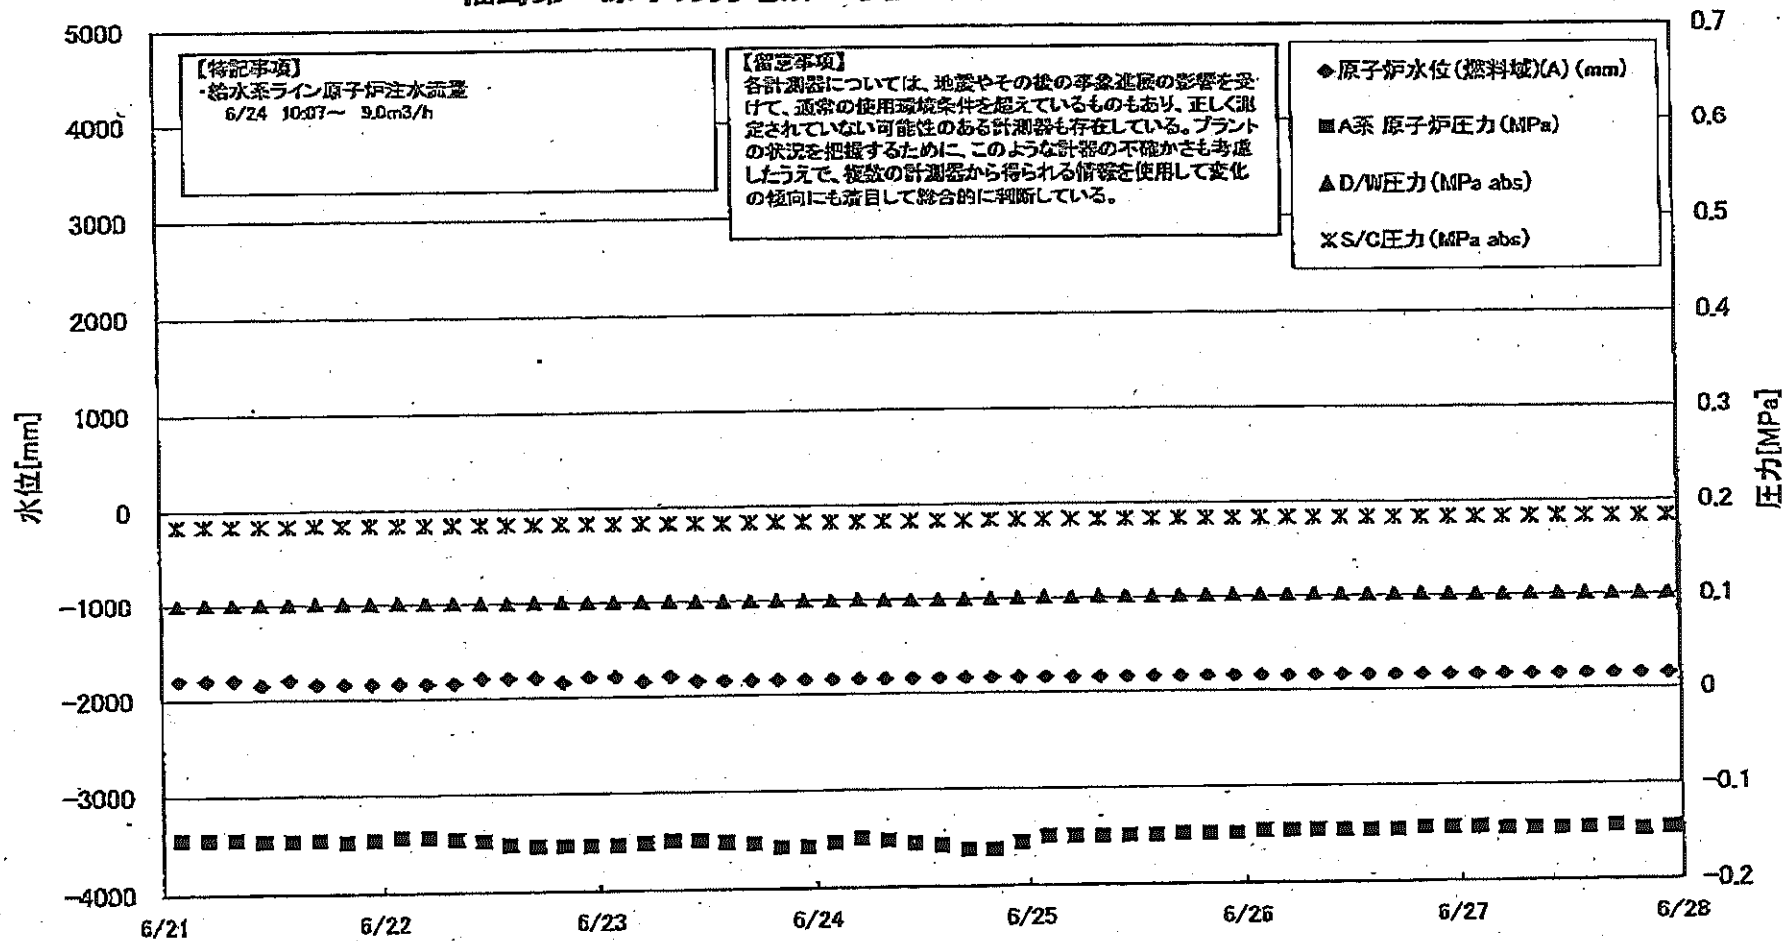 5000
4000
3000
2000
1000
0
-1000
-2000
-3000
-4000
水位[mm]
【特記事項】
・給水系ライン原子炉注水流量
6/24 10:07～ 9.0m3/h
【留意事項】
各計測器については、地震やその後の事象進展の影響を受
けて、通常の使用環境条件を超えているものもあり、正しく測
定されていない可能性のある計測器も存在している。プラント
の状況を把握するために、このような計器の不確かさも考慮
したうえで、複数の計測器から得られる情報を使用して変化
の傾向にも着目して総合的に判断している。
◆原子炉水位(燃料域)(A)(mm)
■A系 原子炉圧力(MPa)
▲D/W圧力(MPa abs)
S/C圧力(MPa abs)
0.7
0.6
0.5
0.4
0.3
0.2
0.1
0
-0.1
-0.2
圧力[MPa]
6/21 6/22 6/23 6/24 6/25 6/26 6/27 6/28